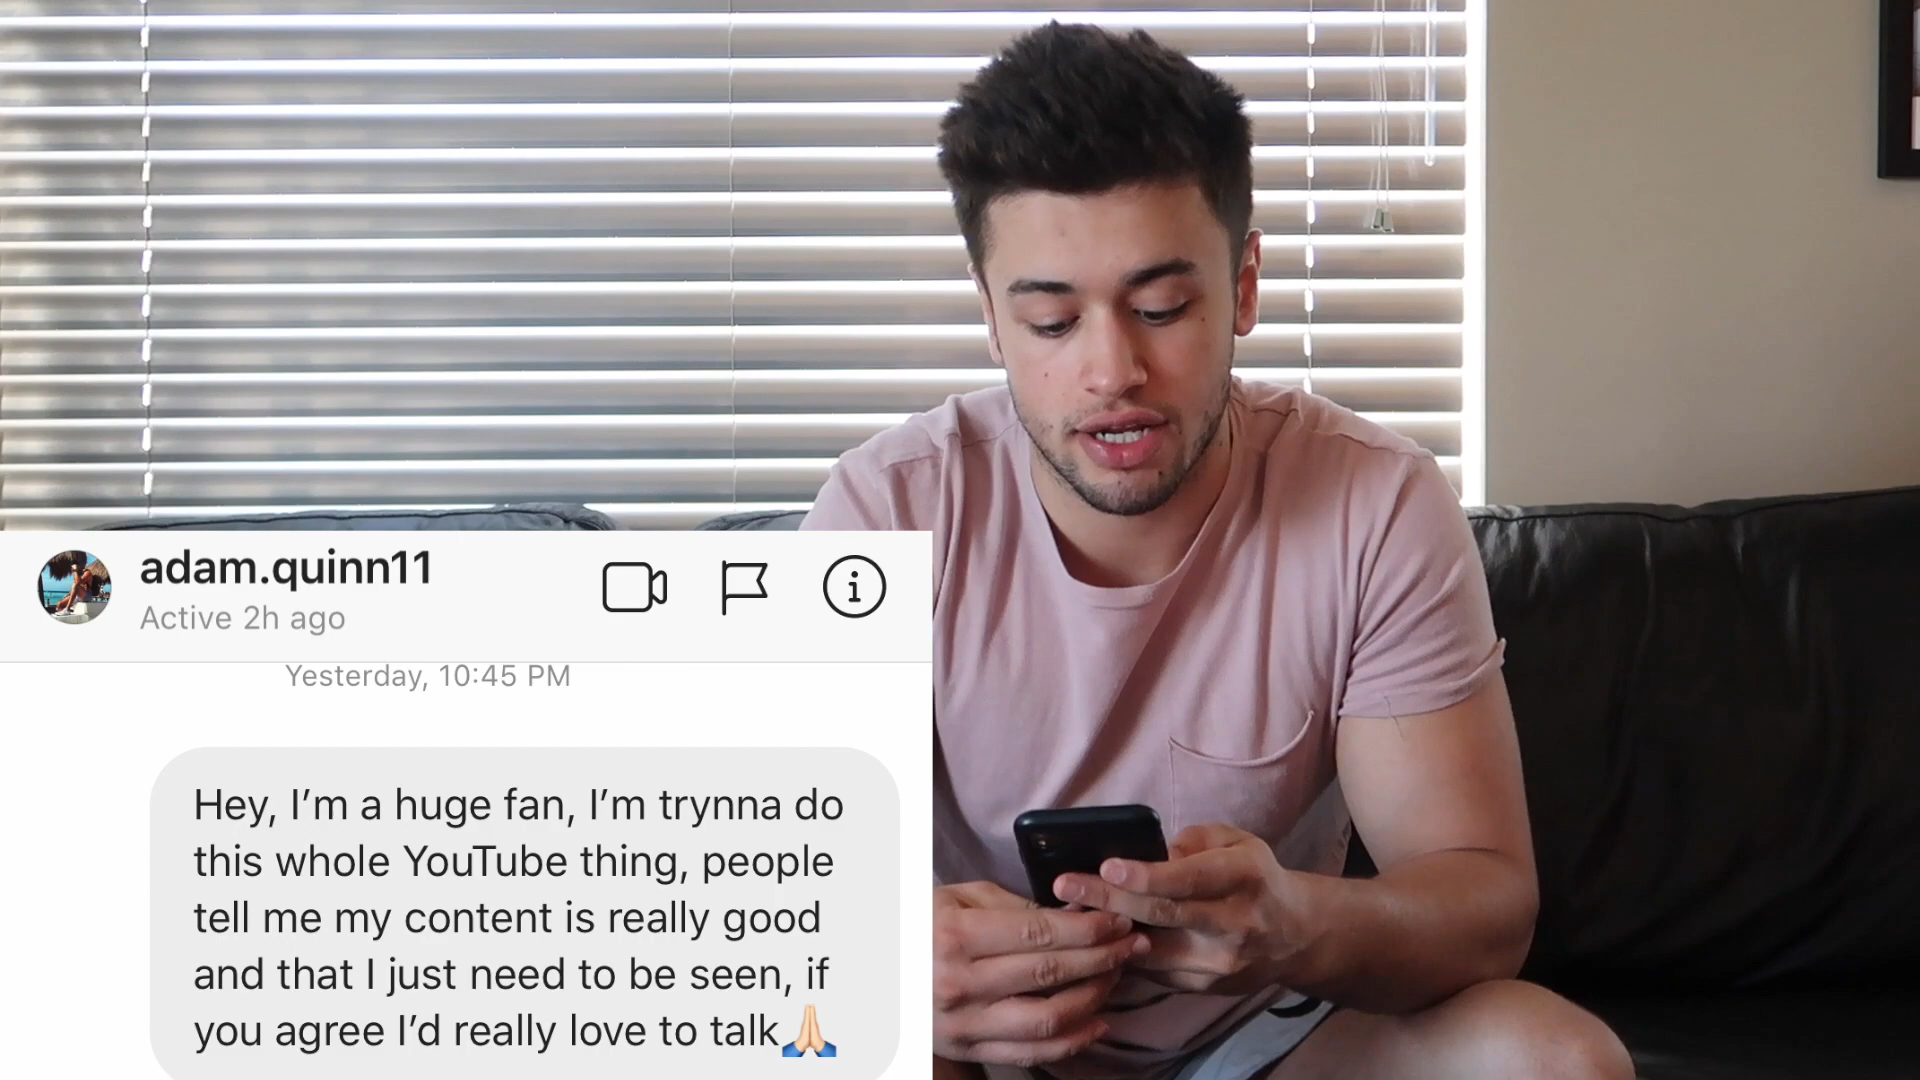 adam.quinn11
Active 2h ago
Yesterday, 10:45 PM
Hey, I’m a huge fan, I’m trynna do
this whole YouTube thing, people
tell me my content is really good
and that I just need to be seen, if
you agree I’d really love to talk🙏🏻